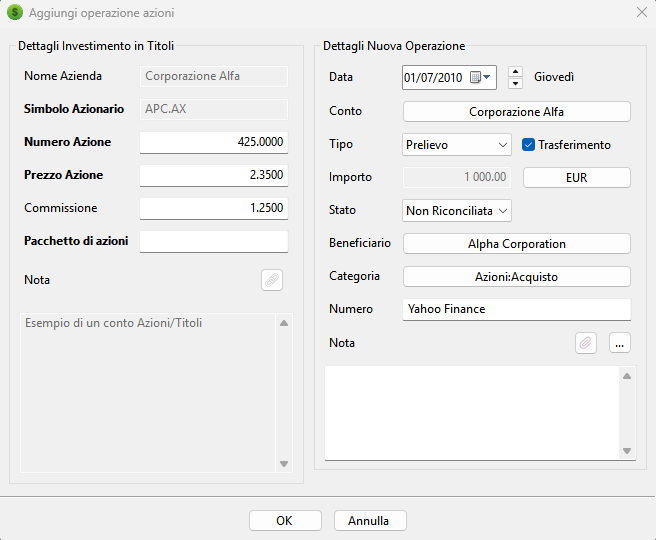 Aggiungi operazione azioni
Dettagli Investimento in Titoli
Nome Azienda Corporazione Alfa
Simbolo Azionario APC.AX
Numero Azione 425.0000
Prezzo Azione 2.3500
Commissione 1.2500
Pacchetto di azioni
Nota
Esempio di un conto Azioni/Titoli
Dettagli Nuova Operazione
Data 01/07/2010 Giovedì
Conto Corporazione Alfa
Tipo Prelievo Trasferimento
Importo 1 000.00 EUR
Stato Non Riconciliata
Beneficiario Alpha Corporation
Categoria Azioni:Acquisto
Numero Yahoo Finance
Nota ...
OK Annulla